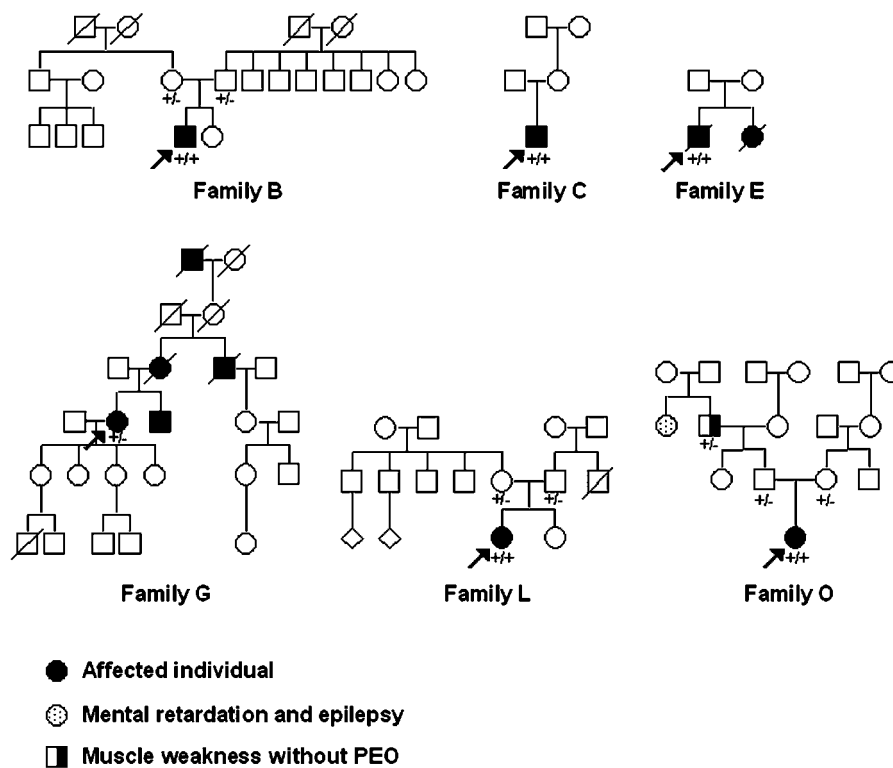 +/- +/-
+/+ +/+ +/+
Family B Family C Family E
+/-
+/-
+/- +/- +/- +/-
+/+ +/+
Family G Family L Family O
Affected individual
Mental retardation and epilepsy
Muscle weakness without PEO